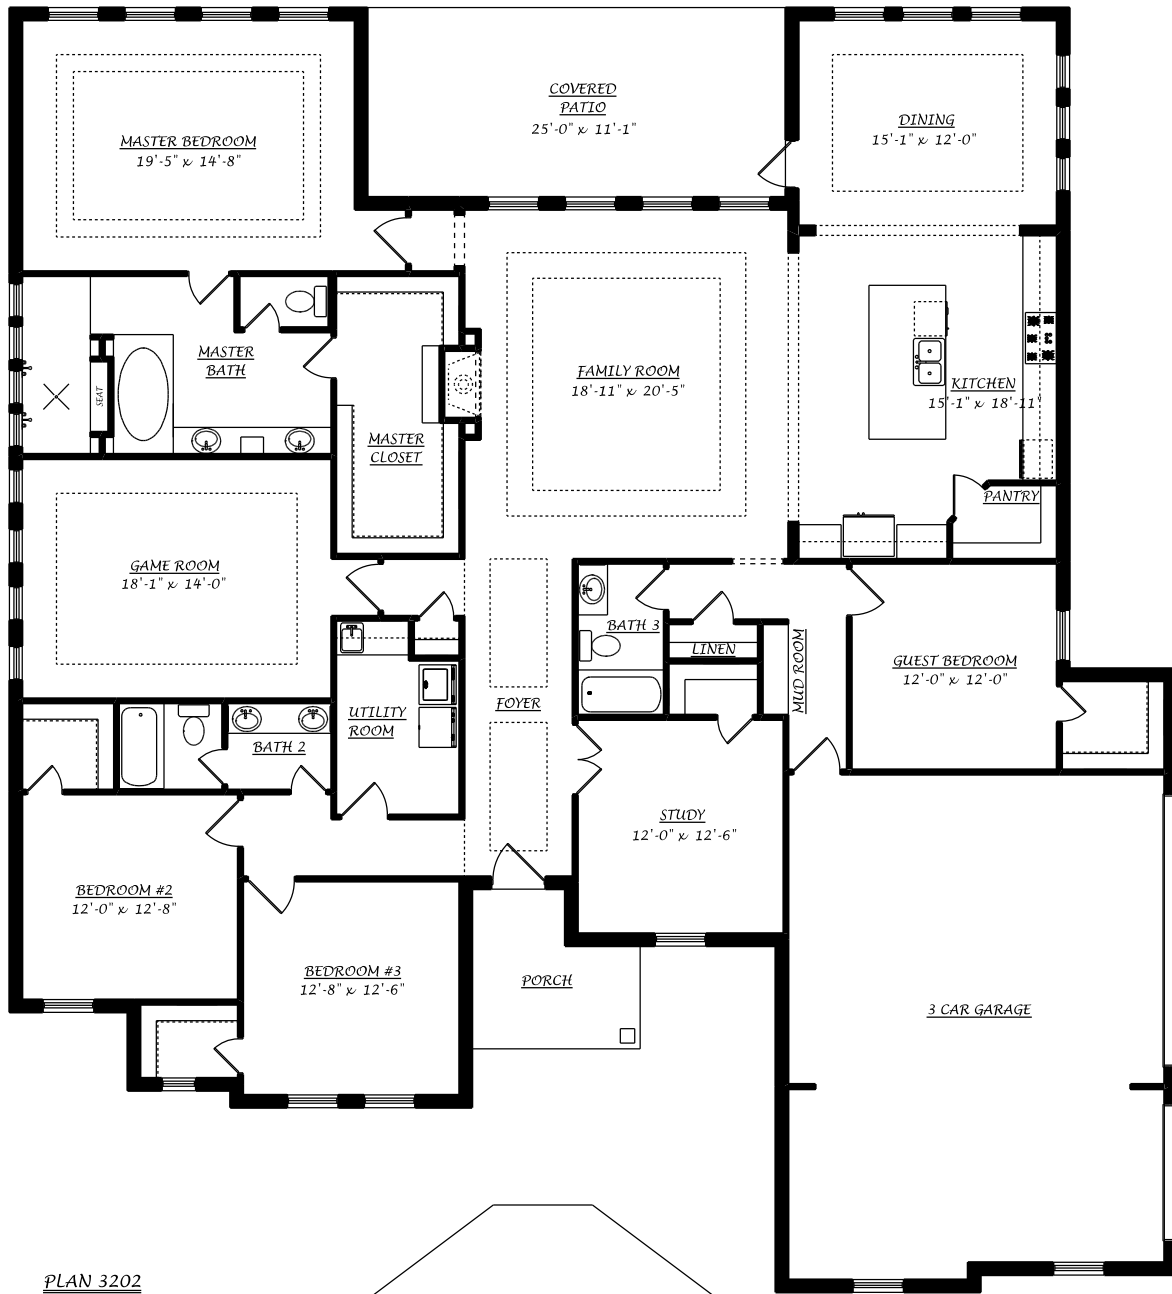 COVERED
PATIO
25'-0" x 11'-1"
DINING
15'-1" x 12'-0"
MASTER BEDROOM
19'-5" x 14'-8"
MASTER
BATH
SEAT
FAMILY ROOM
18'-11" x 20'-5"
KITCHEN
15'-1" x 18'-11"
MASTER
CLOSET
PANTRY
GAME ROOM
18'-1" x 14'-0"
BATH 3
LINEN
MUD ROOM
GUEST BEDROOM
12'-0" x 12'-0"
FOYER
UTILITY
ROOM
BATH 2
STUDY
12'-0" x 12'-6"
BEDROOM #2
12'-0" x 12'-8"
BEDROOM #3
12'-8" x 12'-6"
PORCH
3 CAR GARAGE
PLAN 3202